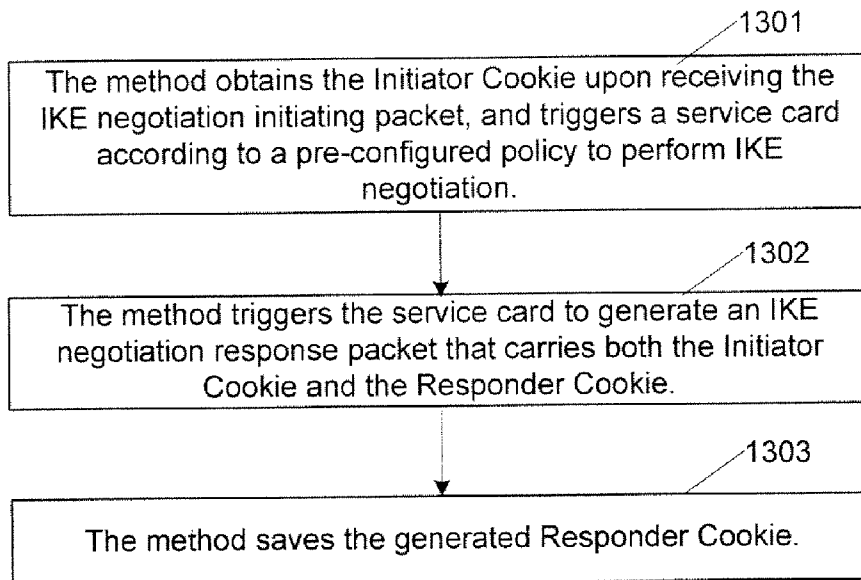 1301
The method obtains the Initiator Cookie upon receiving the
IKE negotiation initiating packet, and triggers a service card
according to a pre-configured policy to perform IKE
negotiation.
1302
The method triggers the service card to generate an IKE
negotiation response packet that carries both the Initiator
Cookie and the Responder Cookie.
1303
The method saves the generated Responder Cookie.